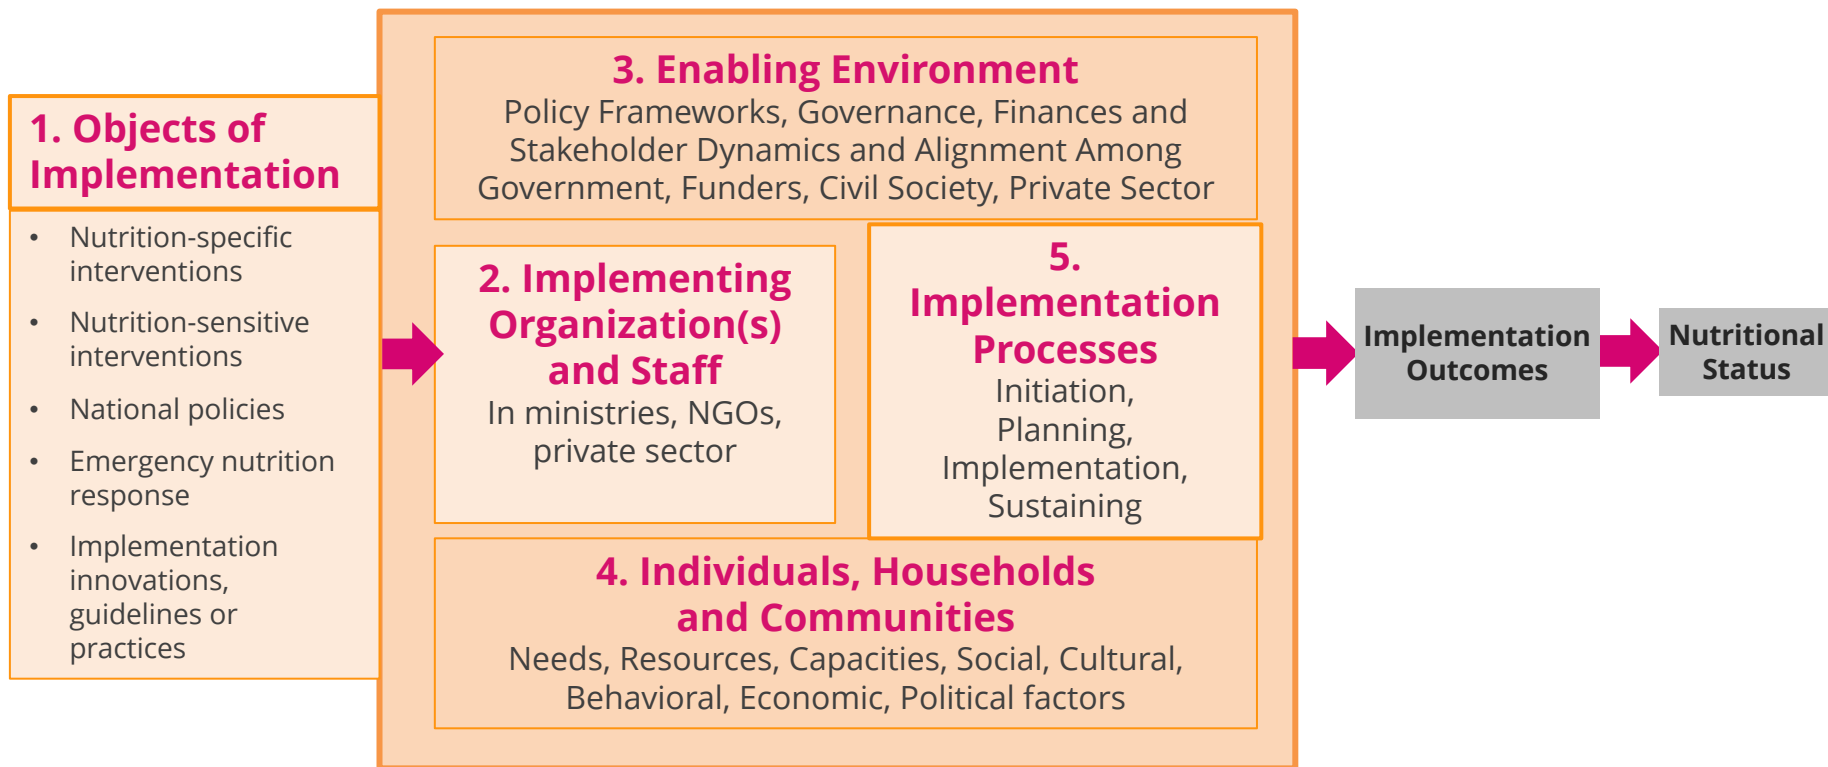 1. Objects of
Implementation
• Nutrition-specific
interventions
• Nutrition-sensitive
interventions
• National policies
• Emergency nutrition
response
• Implementation
innovations,
guidelines or
practices
3. Enabling Environment
Policy Frameworks, Governance, Finances and
Stakeholder Dynamics and Alignment Among
Government, Funders, Civil Society, Private Sector
2. Implementing
Organization(s)
and Staff
In ministries, NGOs,
private sector
5.
Implementation
Processes
Initiation,
Planning,
Implementation,
Sustaining
4. Individuals, Households
and Communities
Needs, Resources, Capacities, Social, Cultural,
Behavioral, Economic, Political factors
Implementation
Outcomes
Nutritional
Status